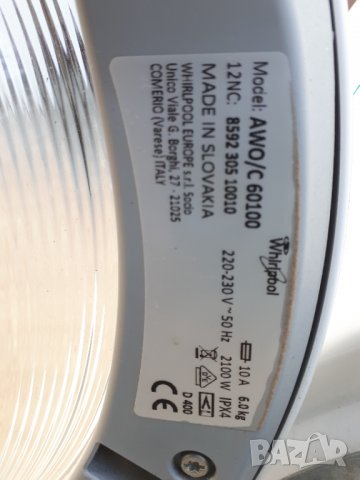 Whirlpool
Model: AWO/C 60100
12NC: 8592 305 10010
MADE IN SLOVAKIA
WHIRLPOOL EUROPE s.r.l. Socio
Unico Viale G. Borghi, 27 - 21025
COMERIO (Varese) ITALY
220-230 V ~ 50 Hz
10 A 6.0 kg
2100 W IPX4
D 400
CE
BAZAR.bg